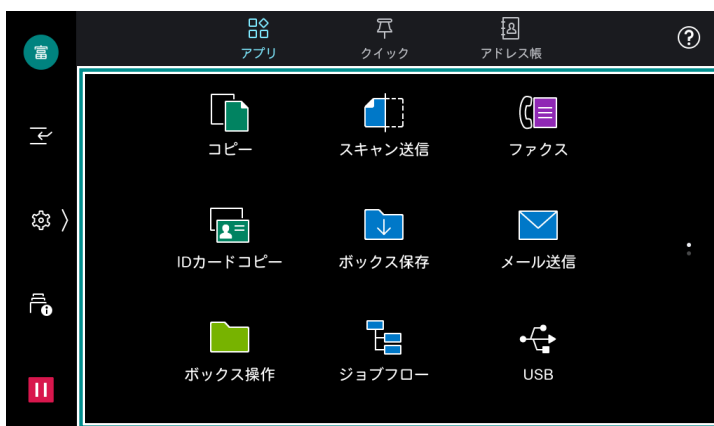 富
アプリ
クイック
アドレス帳
コピー
スキャン送信
ファクス
IDカードコピー
ボックス保存
メール送信
ボックス操作
ジョブフロー
USB